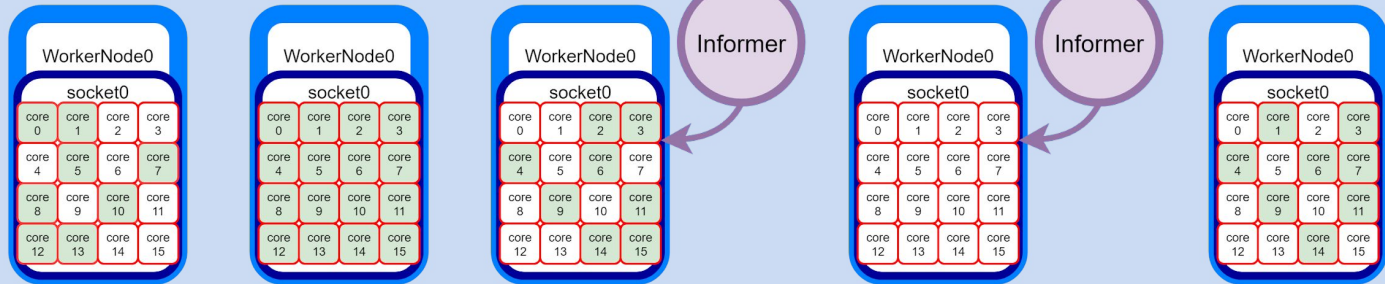 WorkerNode0
socket0
core 0
core 1
core 2
core 3
core 4
core 5
core 6
core 7
core 8
core 9
core 10
core 11
core 12
core 13
core 14
core 15
WorkerNode0
socket0
core 0
core 1
core 2
core 3
core 4
core 5
core 6
core 7
core 8
core 9
core 10
core 11
core 12
core 13
core 14
core 15
WorkerNode0
socket0
core 0
core 1
core 2
core 3
core 4
core 5
core 6
core 7
core 8
core 9
core 10
core 11
core 12
core 13
core 14
core 15
Informer
WorkerNode0
socket0
core 0
core 1
core 2
core 3
core 4
core 5
core 6
core 7
core 8
core 9
core 10
core 11
core 12
core 13
core 14
core 15
Informer
WorkerNode0
socket0
core 0
core 1
core 2
core 3
core 4
core 5
core 6
core 7
core 8
core 9
core 10
core 11
core 12
core 13
core 14
core 15